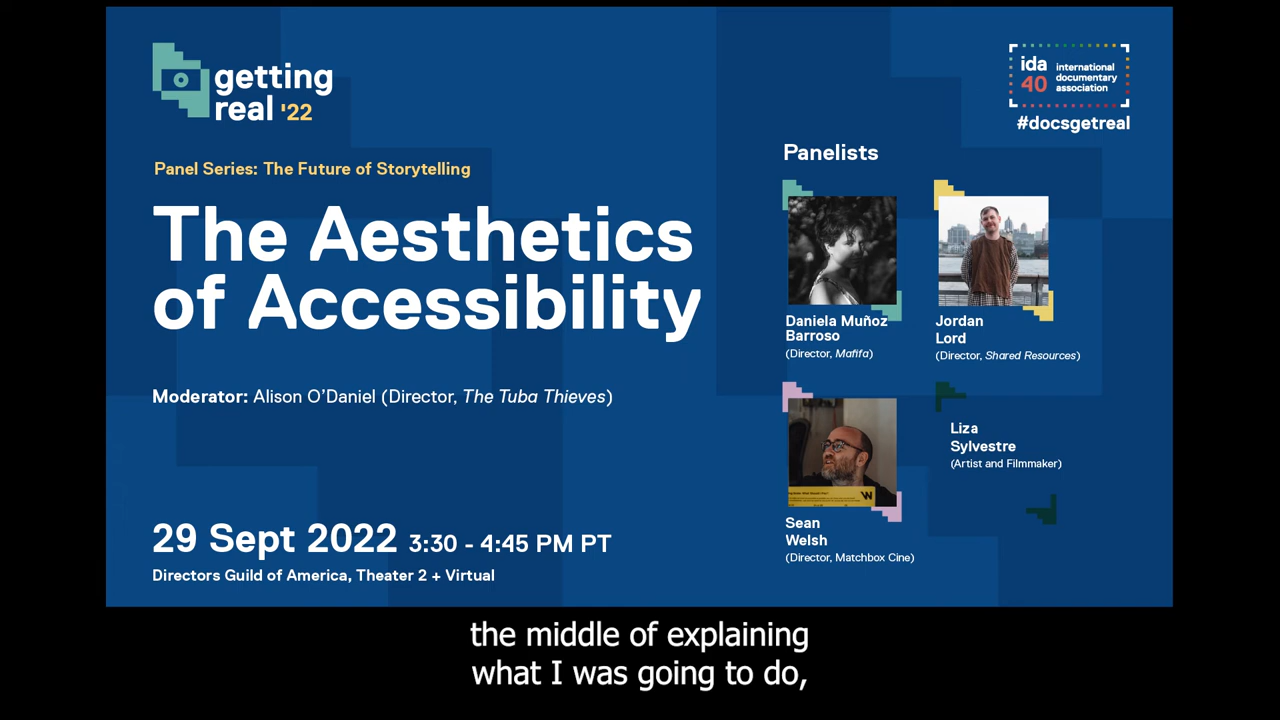 getting
real '22
ida
40
international
documentary
association
#docsgetreal
Panel Series: The Future of Storytelling
The Aesthetics
of Accessibility
Moderator: Alison O'Daniel (Director, The Tuba Thieves)
29 Sept 2022 3:30 - 4:45 PM PT
Directors Guild of America, Theater 2 + Virtual
Panelists
Daniela Muñoz
Barroso
(Director, Mafifa)
Jordan
Lord
(Director, Shared Resources)
Sean
Welsh
(Director, Matchbox Cine)
Liza
Sylvestre
(Artist and Filmmaker)
the middle of explaining
what I was going to do,